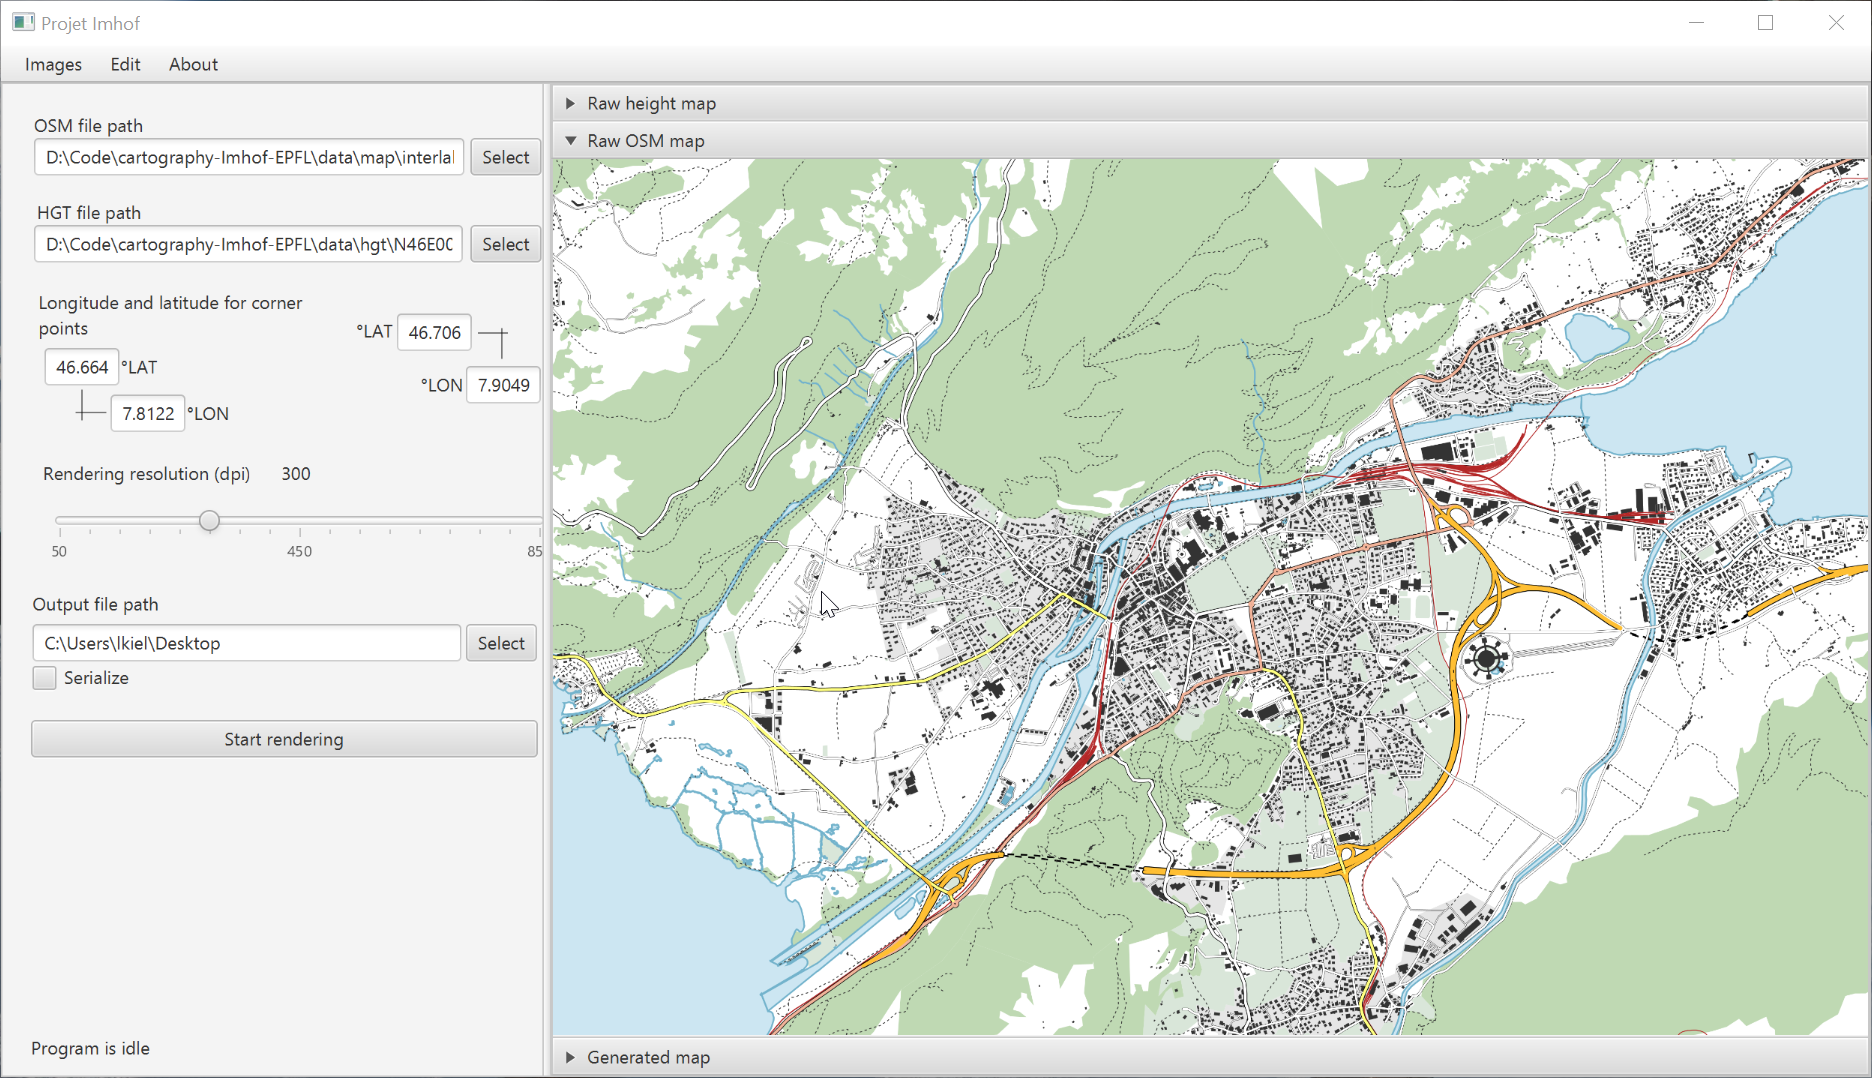 Projet Imhof
Images Edit About
OSM file path
D:\Code\cartography-Imhof-EPFL\data\map\interlal
Select
HGT file path
D:\Code\cartography-Imhof-EPFL\data\hgt\N46E0C
Select
Longitude and latitude for corner
points
°LAT 46.706
46.664 °LAT
°LON 7.9049
7.8122 °LON
Rendering resolution (dpi) 300
50 450 85
Output file path
C:\Users\lkiel\Desktop
Select
Serialize
Start rendering
Program is idle
Raw height map
Raw OSM map
Generated map